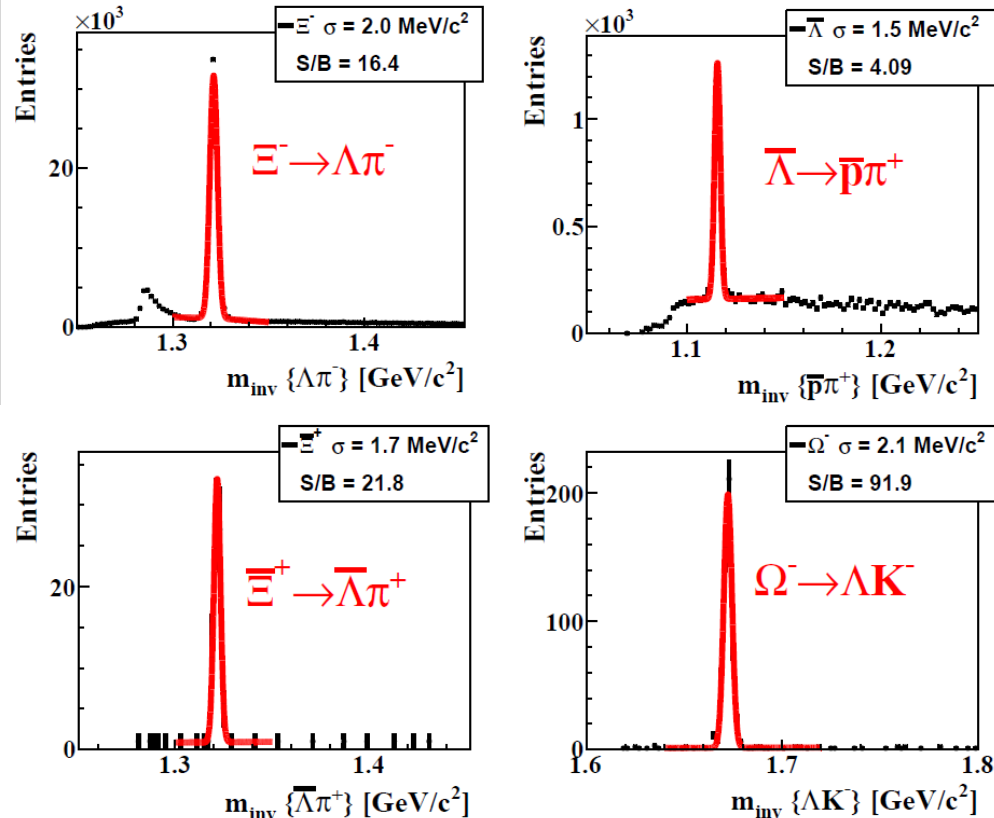 ×10³
Entries
Ξ⁻ σ = 2.0 MeV/c²
S/B = 16.4
Ξ⁻→Λπ⁻
20
0
1.3
1.4
m_inv {Λπ⁻} [GeV/c²]
×10³
Entries
Λ̅ σ = 1.5 MeV/c²
S/B = 4.09
Λ̅→p̅π⁺
1
0.5
0
1.1
1.2
m_inv {p̅π⁺} [GeV/c²]
Entries
Ξ̅⁺ σ = 1.7 MeV/c²
S/B = 21.8
Ξ̅⁺→Λ̅π⁺
20
0
1.3
1.4
m_inv {Λ̅π⁺} [GeV/c²]
Entries
Ω⁻ σ = 2.1 MeV/c²
S/B = 91.9
Ω⁻→ΛK⁻
200
100
0
1.6
1.7
1.8
m_inv {ΛK⁻} [GeV/c²]